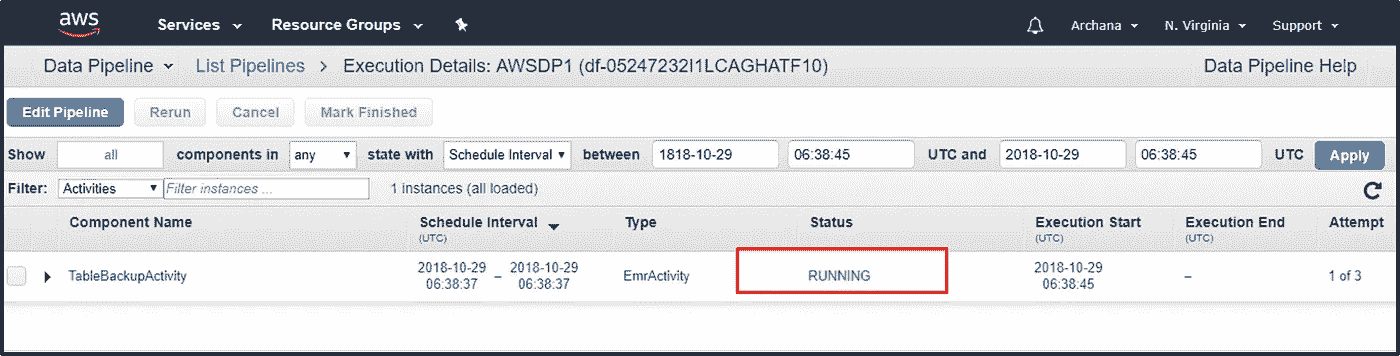 aws Services Resource Groups Archana N. Virginia Support
Data Pipeline List Pipelines > Execution Details: AWSDP1 (df-05247232I1LCAGHATF10) Data Pipeline Help
Edit Pipeline Rerun Cancel Mark Finished
Show all components in any state with Schedule Interval between 1818-10-29 06:38:45 UTC and 2018-10-29 06:38:45 UTC Apply
Filter: Activities Filter instances ... 1 instances (all loaded)
Component Name Schedule Interval (UTC) Type Status Execution Start (UTC) Execution End (UTC) Attempt
TableBackupActivity 2018-10-29 06:38:37 – 2018-10-29 06:38:37 EmrActivity RUNNING 2018-10-29 06:38:45 – 1 of 3